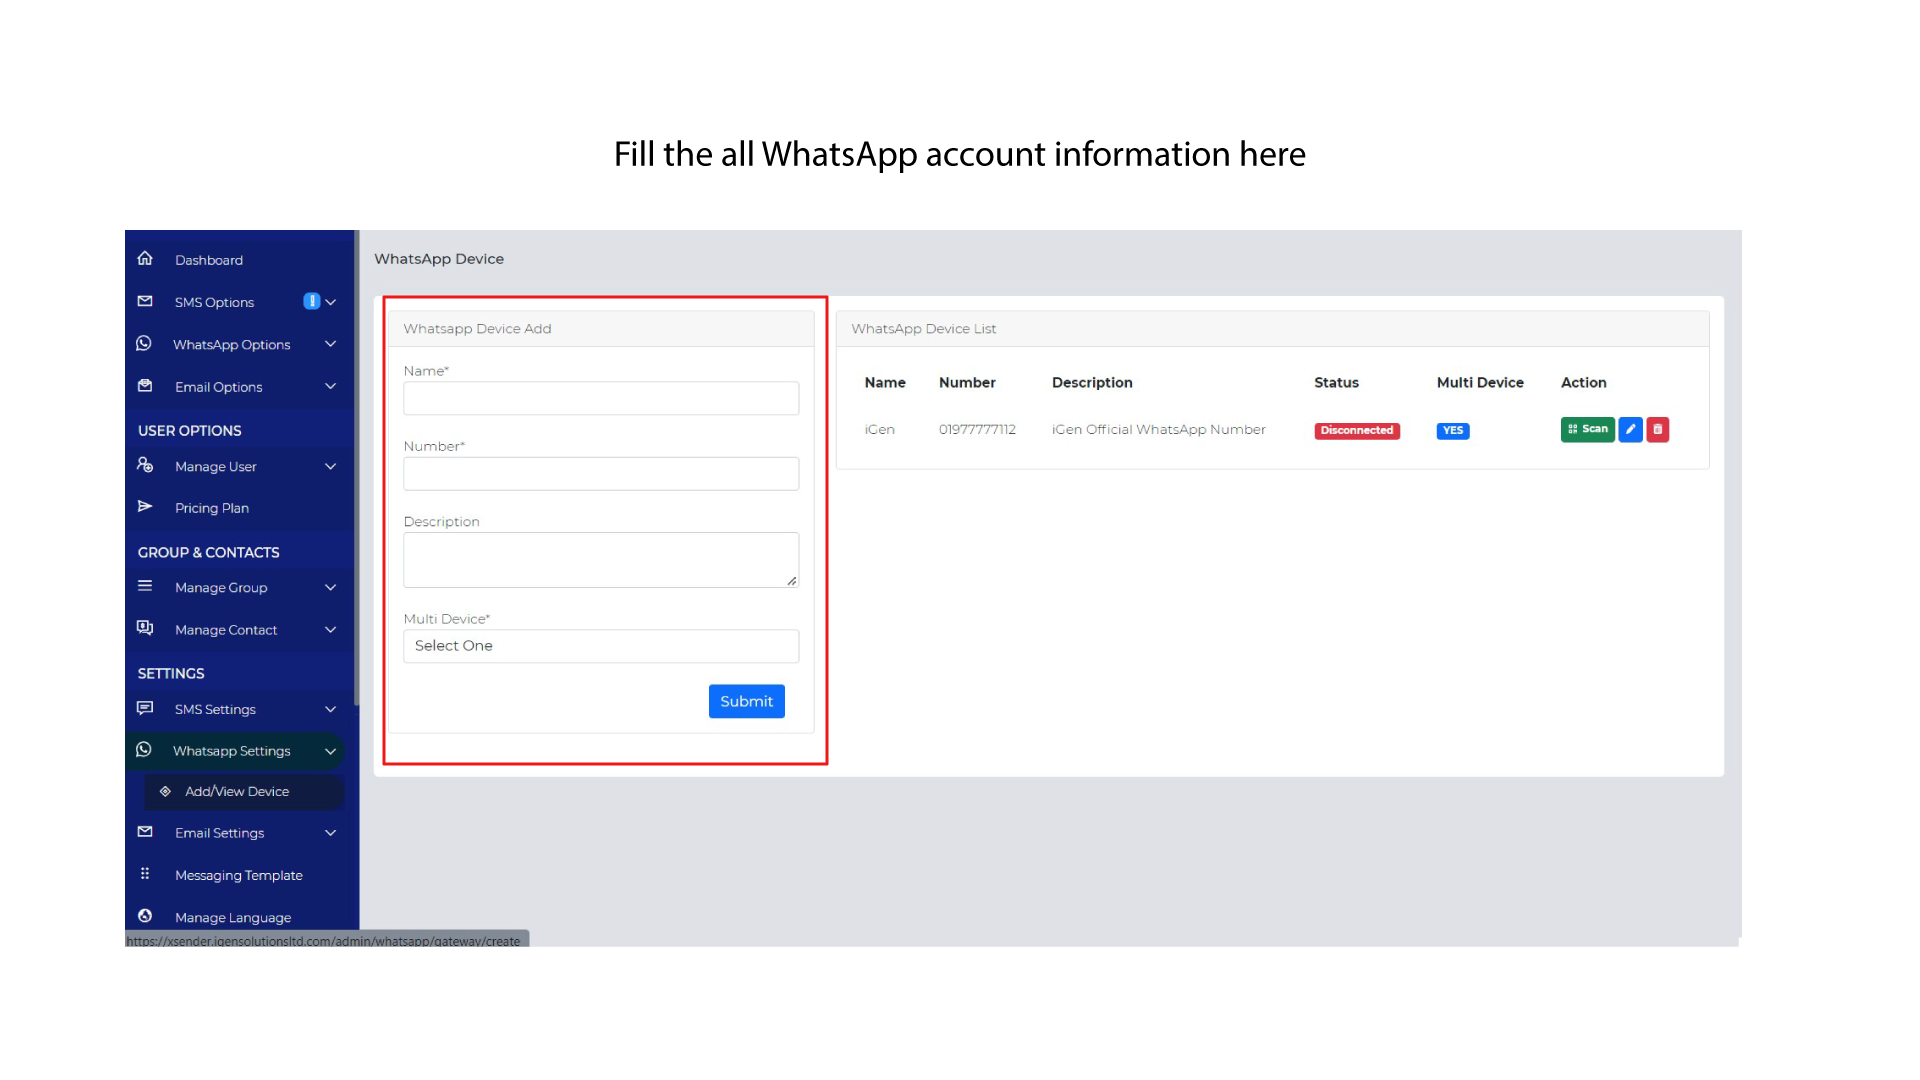 Fill the all WhatsApp account information here
Dashboard
SMS Options
WhatsApp Options
Email Options
USER OPTIONS
Manage User
Pricing Plan
GROUP & CONTACTS
Manage Group
Manage Contact
SETTINGS
SMS Settings
Whatsapp Settings
Add/View Device
Email Settings
Messaging Template
Manage Language
https://xsender.igensolutionsltd.com/admin/whatsapp/gateway/create
WhatsApp Device
Whatsapp Device Add
Name*
Number*
Description
Multi Device*
Select One
Submit
WhatsApp Device List
Name Number Description Status Multi Device Action
iGen 01977777112 iGen Official WhatsApp Number Disconnected YES Scan